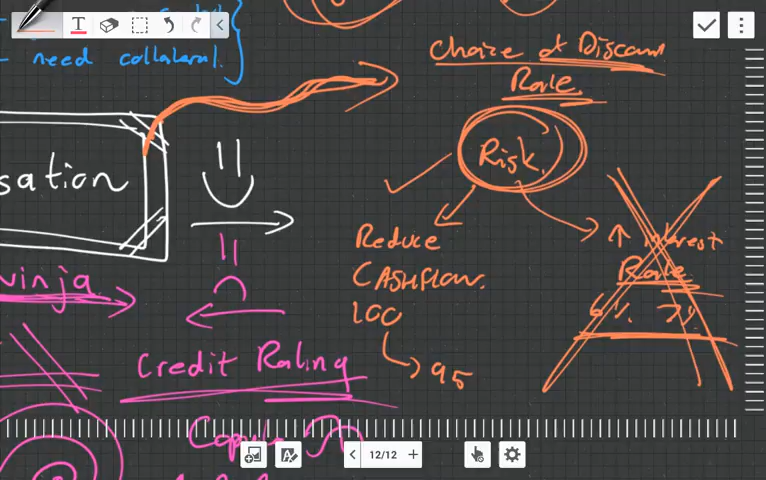 need collateral
Choice of Discount
Rate
Risk
sation
Reduce
CASHFLOW.
100
95
↑ interest
Rate
6% 7%
ninja
Credit Rating
T
12/12
A